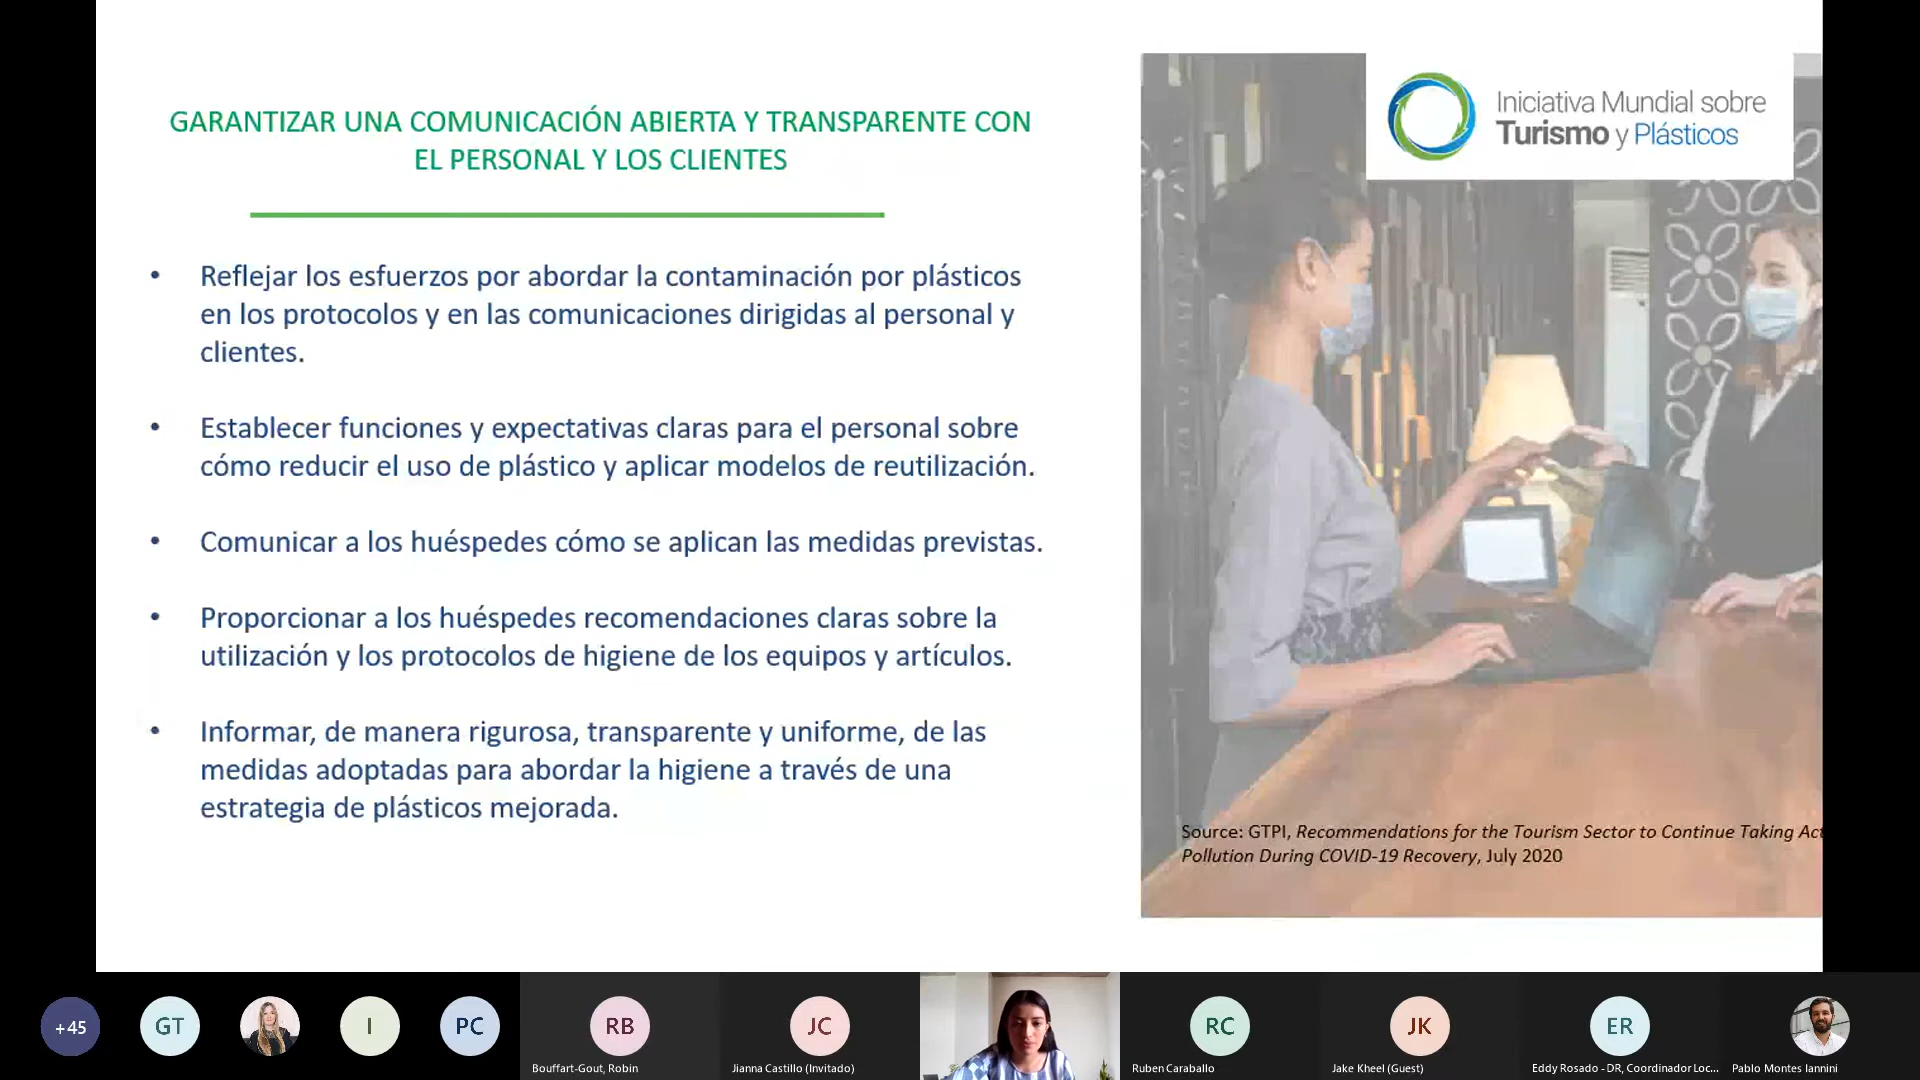 GARANTIZAR UNA COMUNICACIÓN ABIERTA Y TRANSPARENTE CON
EL PERSONAL Y LOS CLIENTES
• Reflejar los esfuerzos por abordar la contaminación por plásticos
en los protocolos y en las comunicaciones dirigidas al personal y
clientes.
• Establecer funciones y expectativas claras para el personal sobre
cómo reducir el uso de plástico y aplicar modelos de reutilización.
• Comunicar a los huéspedes cómo se aplican las medidas previstas.
• Proporcionar a los huéspedes recomendaciones claras sobre la
utilización y los protocolos de higiene de los equipos y artículos.
• Informar, de manera rigurosa, transparente y uniforme, de las
medidas adoptadas para abordar la higiene a través de una
estrategia de plásticos mejorada.
Iniciativa Mundial sobre
Turismo y Plásticos
Source: GTPI, Recommendations for the Tourism Sector to Continue Taking Act
Pollution During COVID-19 Recovery, July 2020
+45
GT
I
PC
RB
Bouffart-Gout, Robin
JC
Jianna Castillo (Invitado)
RC
Ruben Caraballo
JK
Jake Kheel (Guest)
ER
Eddy Rosado - DR, Coordinador Loc...
Pablo Montes Iannini